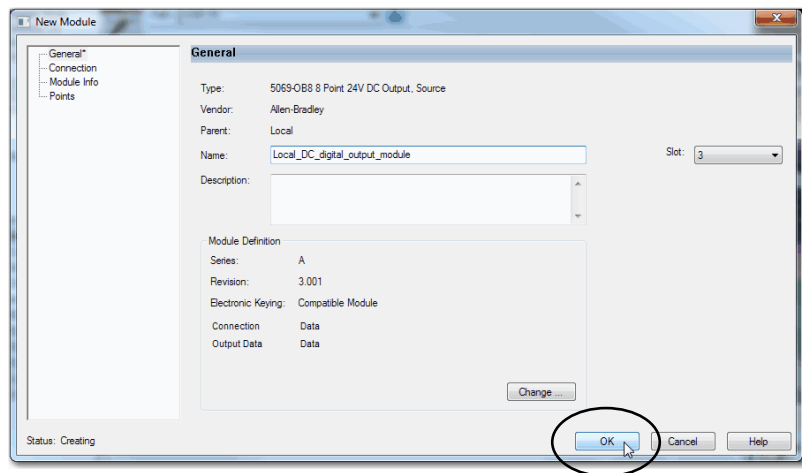 New Module
General*
Connection
Module Info
Points
General
Type: 5069-OB8 8 Point 24V DC Output, Source
Vendor: Allen-Bradley
Parent: Local
Name: Local_DC_digital_output_module
Slot: 3
Description:
Module Definition
Series: A
Revision: 3.001
Electronic Keying: Compatible Module
Connection Data
Output Data Data
Change ...
Status: Creating
OK Cancel Help